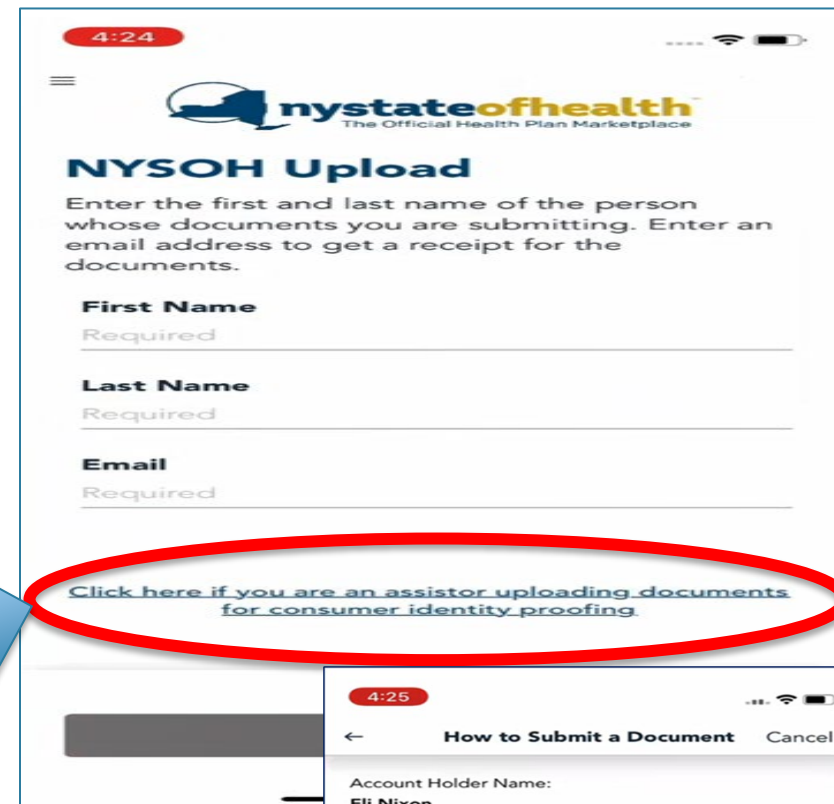 4:24
nystateofhealth
The Official Health Plan Marketplace
NYSOH Upload
Enter the first and last name of the person
whose documents you are submitting. Enter an
email address to get a receipt for the
documents.
First Name
Required
Last Name
Required
Email
Required
Click here if you are an assistor uploading documents
for consumer identity proofing
4:25
How to Submit a Document Cancel
Account Holder Name:
Eli Nixon